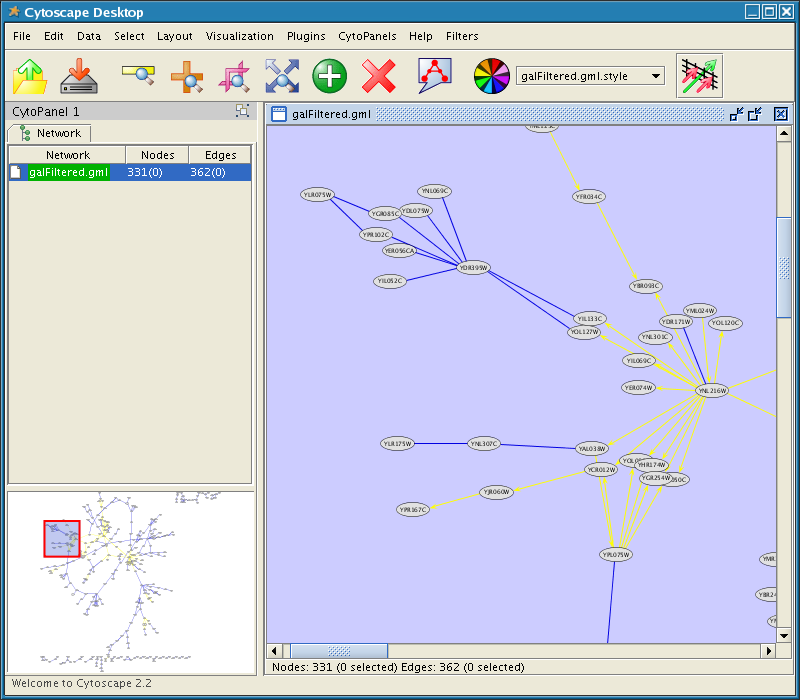 Cytoscape Desktop
File Edit Data Select Layout Visualization Plugins CytoPanels Help Filters
galFiltered.gml.style
CytoPanel 1
galFiltered.gml
Network
Network Nodes Edges
galFiltered.gml 331(0) 362(0)
YFR034C
YNL069C
YLR075W
YDL075W
YGR085C
YPR102C
YER056CA
YDR395W
YIL052C
YBR093C
YML024W
YIL133C
YDR171W
YOL120C
YOL127W
YNL301C
YIL069C
YER074W
YNL216W
YLR175W
YNL307C
YAL038W
YHR174W
YCR012W
YGR254W
YJR060W
YPR167C
YPL075W
Nodes: 331 (0 selected) Edges: 362 (0 selected)
Welcome to Cytoscape 2.2